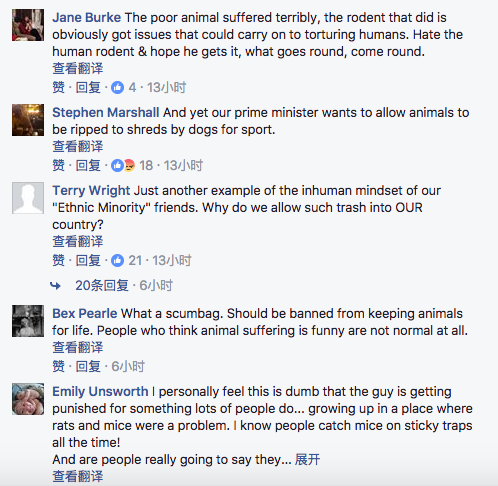 Jane Burke The poor animal suffered terribly, the rodent that did is
obviously got issues that could carry on to torturing humans. Hate the
human rodent & hope he gets it, what goes round, come round.
查看翻译
赞 · 回复 · 4 · 13小时
Stephen Marshall And yet our prime minister wants to allow animals to
be ripped to shreds by dogs for sport.
查看翻译
赞 · 回复 · 18 · 13小时
Terry Wright Just another example of the inhuman mindset of our
"Ethnic Minority" friends. Why do we allow such trash into OUR
country?
查看翻译
赞 · 回复 · 21 · 13小时
20条回复 · 6小时
Bex Pearle What a scumbag. Should be banned from keeping animals
for life. People who think animal suffering is funny are not normal at all.
查看翻译
赞 · 回复 · 6小时
Emily Unsworth I personally feel this is dumb that the guy is getting
punished for something lots of people do... growing up in a place where
rats and mice were a problem. I know people catch mice on sticky traps
all the time!
And are people really going to say they... 展开
查看翻译